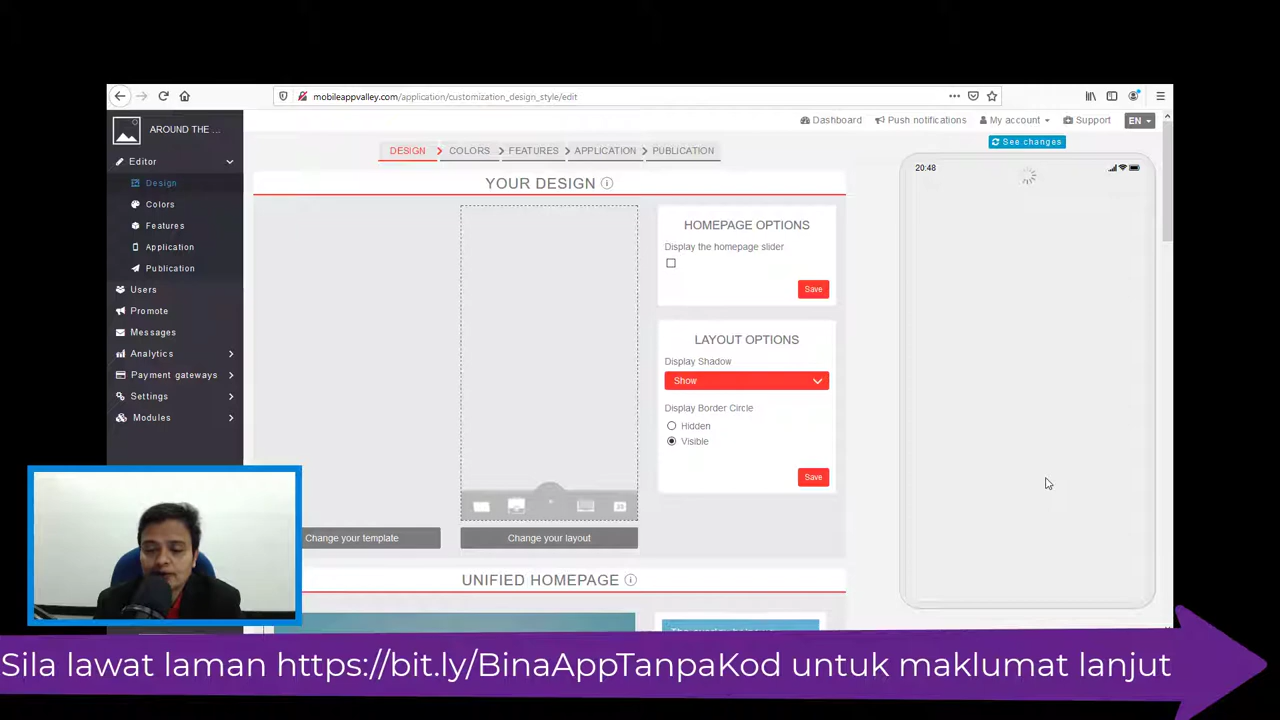 mobileappvalley.com/application/customization_design_style/edit
AROUND THE ...
Dashboard
Push notifications
My account
Support
EN
Editor
Design
Colors
Features
Application
Publication
Users
Promote
Messages
Analytics
Payment gateways
Settings
Modules
DESIGN
COLORS
FEATURES
APPLICATION
PUBLICATION
YOUR DESIGN
HOMEPAGE OPTIONS
Display the homepage slider
Save
LAYOUT OPTIONS
Display Shadow
Show
Display Border Circle
Hidden
Visible
Save
Change your template
Change your layout
UNIFIED HOMEPAGE
See changes
20:48
Sila lawat laman https://bit.ly/BinaAppTanpaKod untuk maklumat lanjut